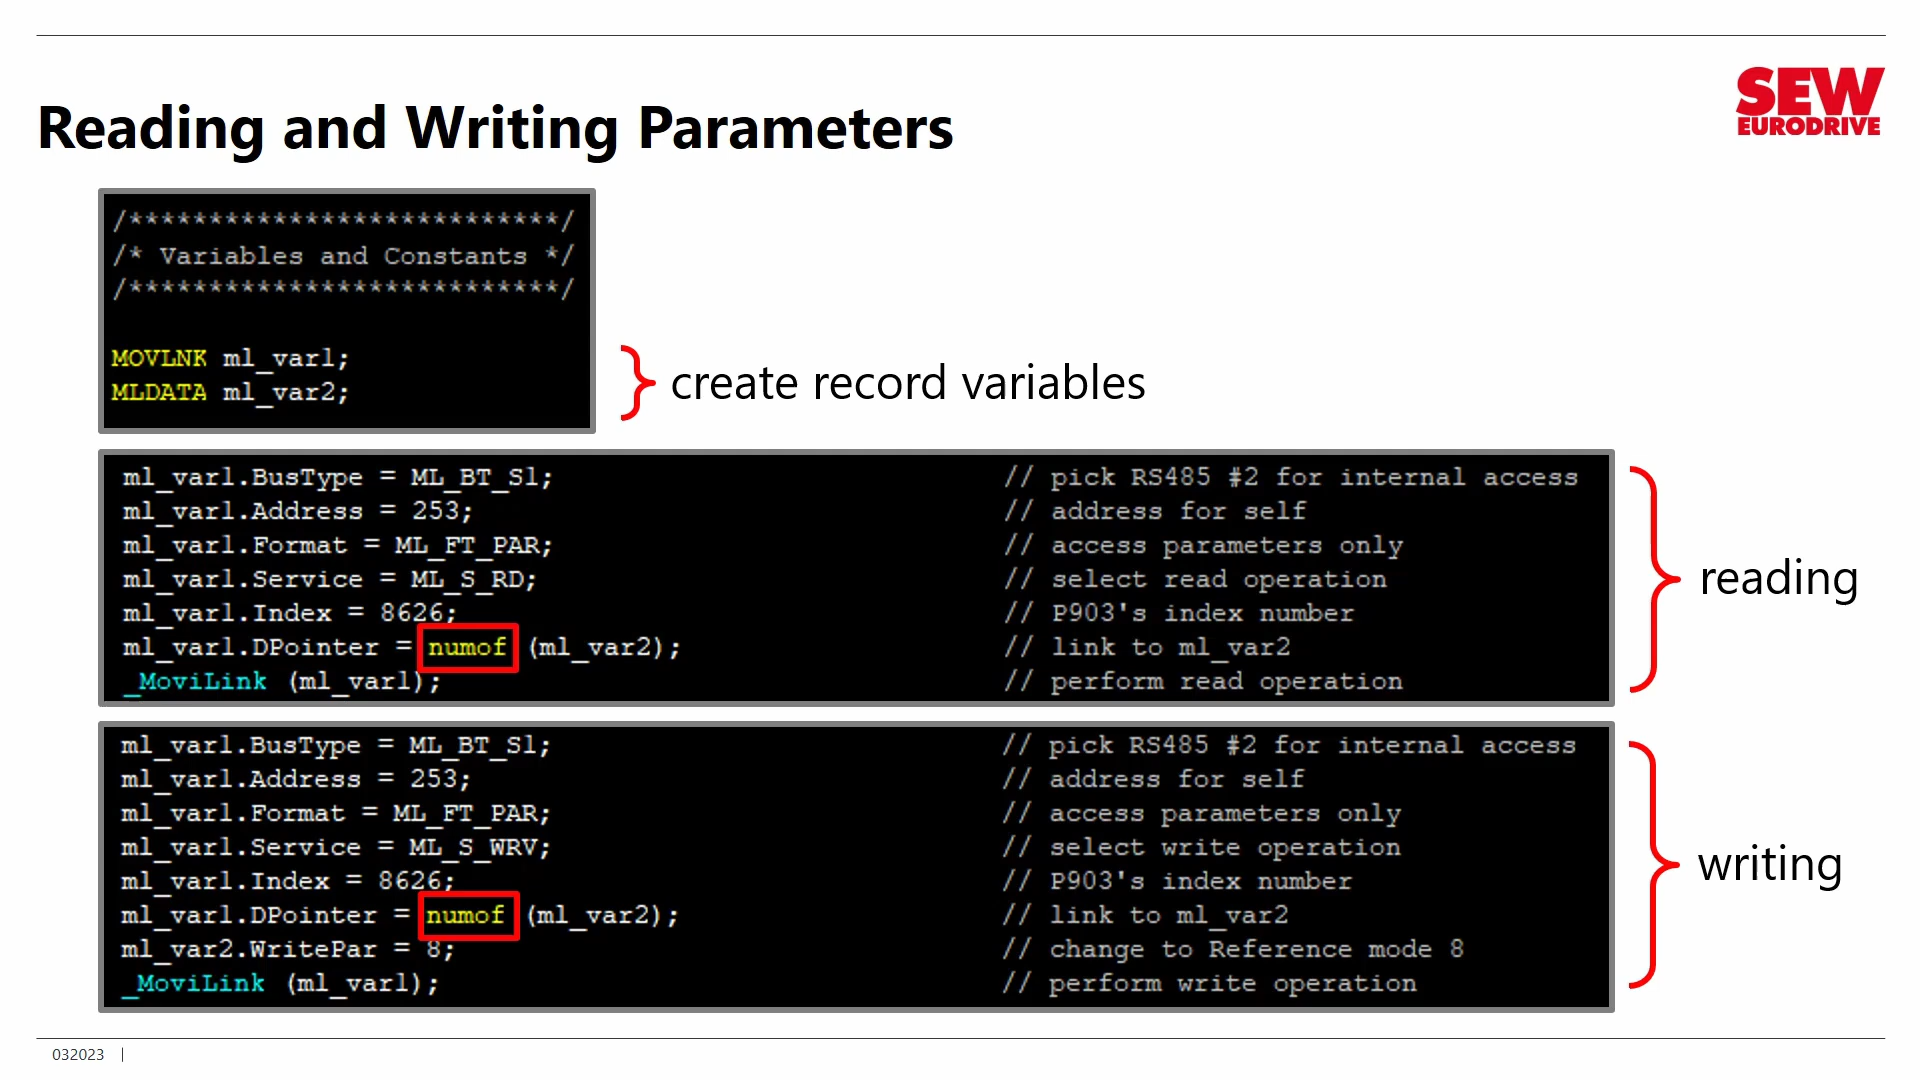 SEW
EURODRIVE
Reading and Writing Parameters
/***************************/
/* Variables and Constants */
/***************************/
MOVLNK ml_var1;
MLDATA ml_var2;
create record variables
ml_var1.BusType = ML_BT_S1; // pick RS485 #2 for internal access
ml_var1.Address = 253; // address for self
ml_var1.Format = ML_FT_PAR; // access parameters only
ml_var1.Service = ML_S_RD; // select read operation
ml_var1.Index = 8626; // P903's index number
ml_var1.DPointer = numof (ml_var2); // link to ml_var2
_MoviLink (ml_var1); // perform read operation
reading
ml_var1.BusType = ML_BT_S1; // pick RS485 #2 for internal access
ml_var1.Address = 253; // address for self
ml_var1.Format = ML_FT_PAR; // access parameters only
ml_var1.Service = ML_S_WRV; // select write operation
ml_var1.Index = 8626; // P903's index number
ml_var1.DPointer = numof (ml_var2); // link to ml_var2
ml_var2.WritePar = 8; // change to Reference mode 8
_MoviLink (ml_var1); // perform write operation
writing
032023 |